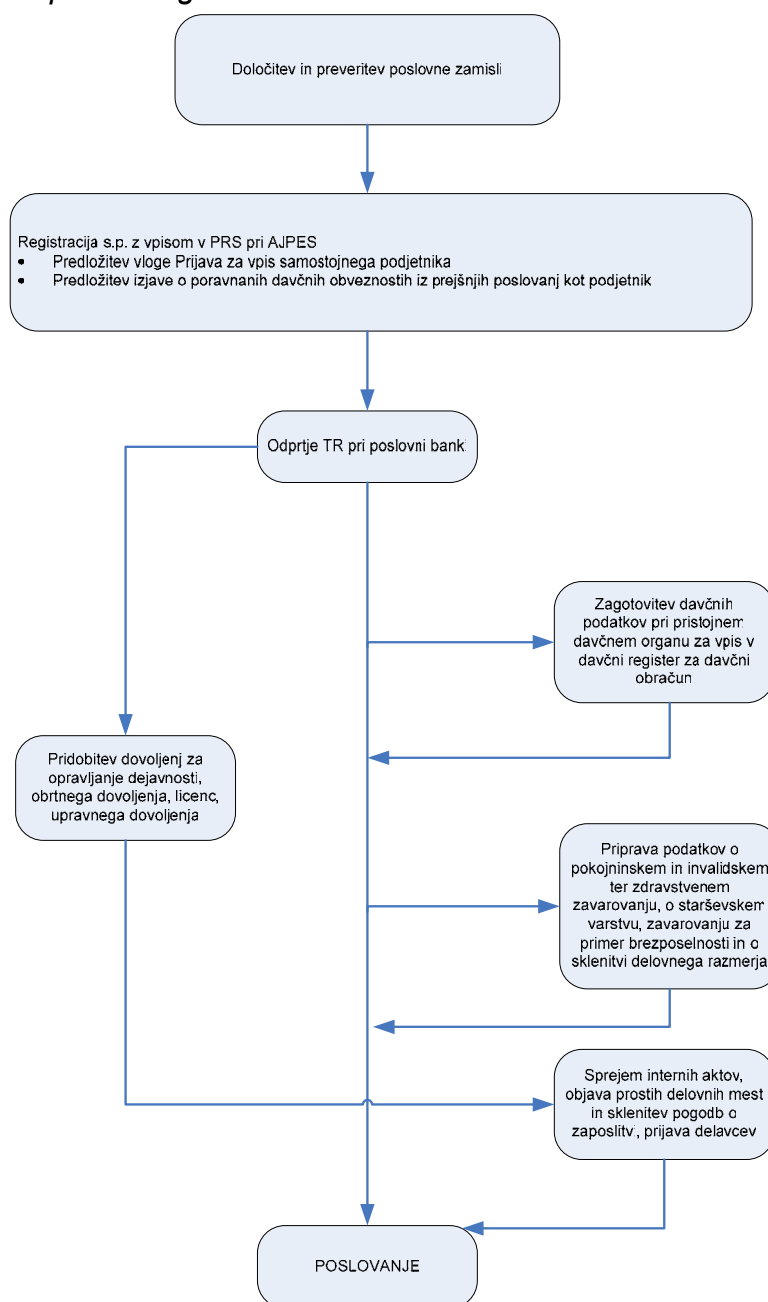 Določitev in preveritev poslovne zamisli
Registracija s.p. z vpisom v PRS pri AJPES
• Predložitev vloge Prijava za vpis samostojnega podjetnika
• Predložitev izjave o poravnanih davčnih obveznostih iz prejšnjih poslovanj kot podjetnik
Odprtje TR pri poslovni banki
Zagotovitev davčnih
podatkov pri pristojnem
davčnem organu za vpis v
davčni register za davčni
obračun
Pridobitev dovoljenj za
opravljanje dejavnosti,
obrtnega dovoljenja, licenc,
upravnega dovoljenja
Priprava podatkov o
pokojninskem in invalidskem
ter zdravstvenem
zavarovanju, o starševskem
varstvu, zavarovanju za
primer brezposelnosti in o
sklenitvi delovnega razmerja
Sprejem internih aktov,
objava prostih delovnih mest
in sklenitev pogodb o
zaposlitvi, prijava delavcev
POSLOVANJE